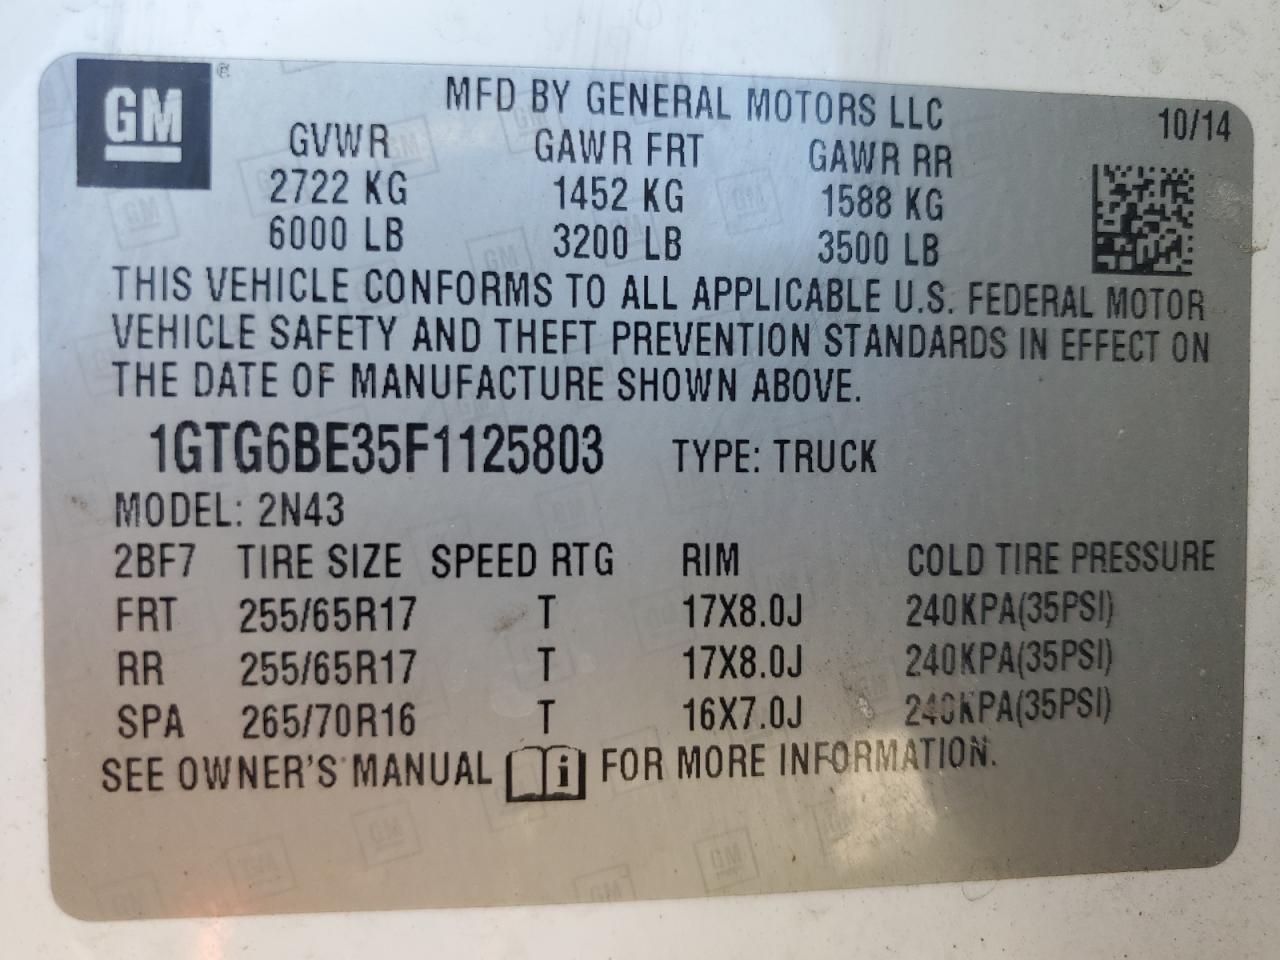 GM ®
MFD BY GENERAL MOTORS LLC 10/14
GVWR GAWR FRT GAWR RR
2722 KG 1452 KG 1588 KG
6000 LB 3200 LB 3500 LB
THIS VEHICLE CONFORMS TO ALL APPLICABLE U.S. FEDERAL MOTOR
VEHICLE SAFETY AND THEFT PREVENTION STANDARDS IN EFFECT ON
THE DATE OF MANUFACTURE SHOWN ABOVE.
1GTG6BE35F1125803 TYPE: TRUCK
MODEL: 2N43
2BF7 TIRE SIZE SPEED RTG RIM COLD TIRE PRESSURE
FRT 255/65R17 T 17X8.0J 240KPA(35PSI)
RR 255/65R17 T 17X8.0J 240KPA(35PSI)
SPA 265/70R16 T 16X7.0J 240KPA(35PSI)
SEE OWNER'S MANUAL i FOR MORE INFORMATION.